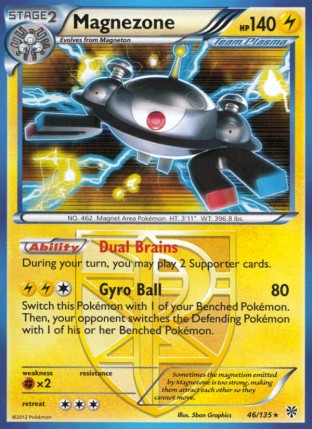 STAGE2
Magnezone
HP140
Evolves from Magneton
Team Plasma
NO. 462 Magnet Area Pokémon HT. 3'11" WT. 396.8 lbs.
Ability Dual Brains
During your turn, you may play 2 Supporter cards.
Gyro Ball 80
Switch this Pokémon with 1 of your Benched Pokémon.
Then, your opponent switches the Defending Pokémon
with 1 of his or her Benched Pokémon.
weakness resistance
×2
retreat
Sometimes the magnetism emitted
by Magnezone is too strong, making
them attract each other so they
cannot move.
©2012 Pokémon
Illus. 5ban Graphics
46/135 ★